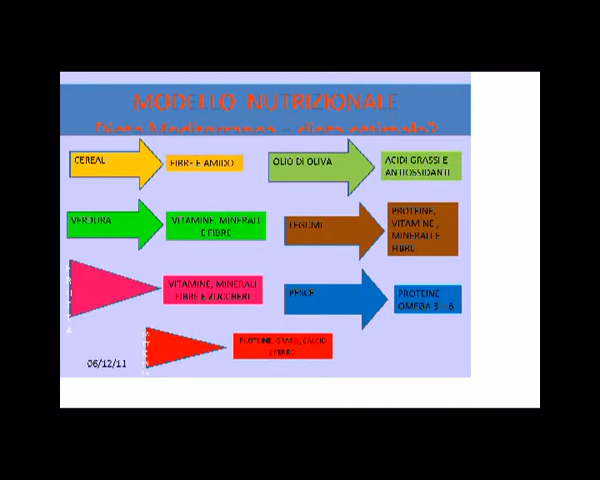 MODELLO NUTRIZIONALE
Dieta Mediterranea – dieta ottimale?
CEREAL
FIBRE E AMIDO
OLIO DI OLIVA
ACIDI GRASSI E
ANTIOSSIDANTI
VERDURA
VITAMINE, MINERALI
E FIBRE
LEGUMI
PROTEINE,
VITAMINE,
MINERALI E
FIBRE
FRUTTA
VITAMINE, MINERALI
FIBRE E ZUCCHERI
PESCE
PROTEINE
OMEGA 3 – 6
PROTEINE, GRASSI, CALCIO
E FERRO
06/12/11